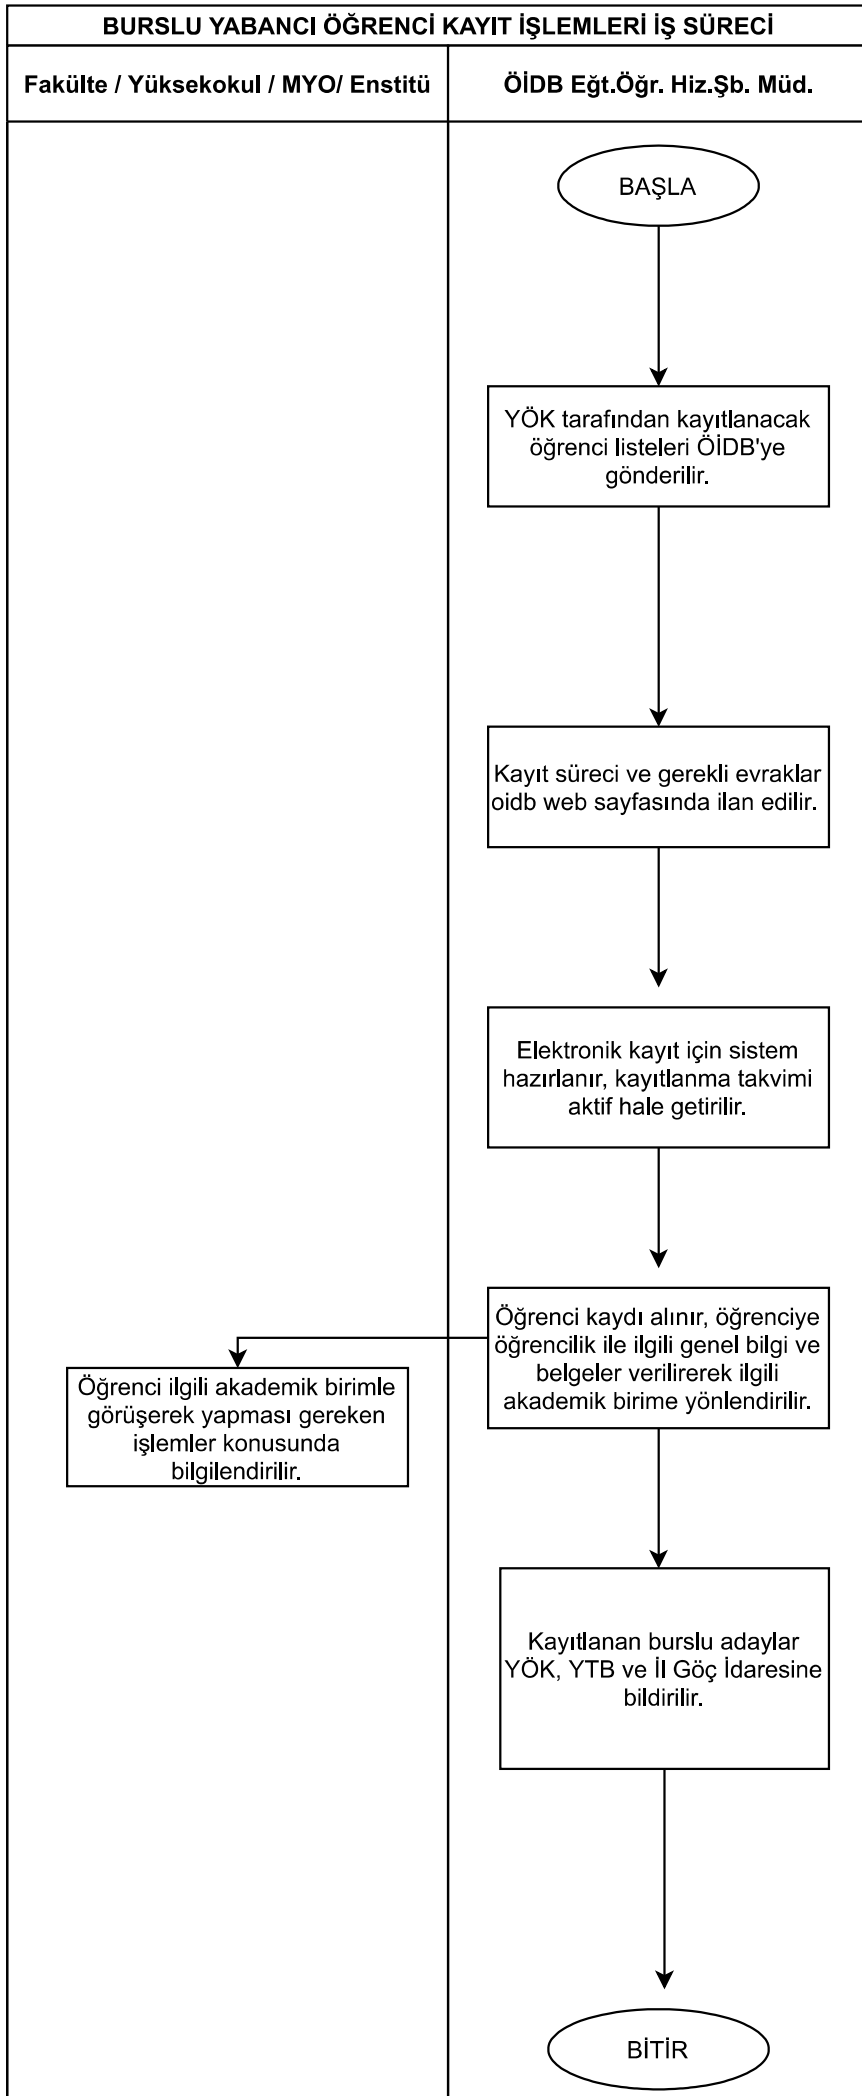 BURSLU YABANCI ÖĞRENCİ KAYIT İŞLEMLERİ İŞ SÜRECİ
Fakülte / Yüksekokul / MYO/ Enstitü
ÖİDB Eğt.Öğr. Hiz.Şb. Müd.
BAŞLA
YÖK tarafından kayıtlanacak
öğrenci listeleri ÖİDB'ye
gönderilir.
Kayıt süreci ve gerekli evraklar
oidb web sayfasında ilan edilir.
Elektronik kayıt için sistem
hazırlanır, kayıtlanma takvimi
aktif hale getirilir.
Öğrenci kaydı alınır, öğrenciye
öğrencilik ile ilgili genel bilgi ve
belgeler verilirerek ilgili
akademik birime yönlendirilir.
Öğrenci ilgili akademik birimle
görüşerek yapması gereken
işlemler konusunda
bilgilendirilir.
Kayıtlanan burslu adaylar
YÖK, YTB ve İl Göç İdaresine
bildirilir.
BİTİR